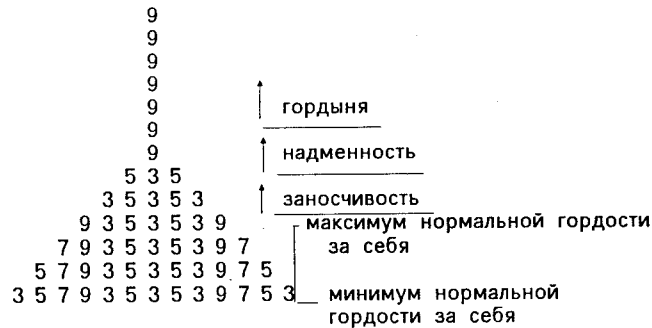 9
9
9
9
9 гордыня
9
9 надменность
5 3 5
3 5 3 5 3 заносчивость
9 3 5 3 5 3 9 максимум нормальной гордости
7 9 3 5 3 5 3 9 7 за себя
5 7 9 3 5 3 5 3 9 7 5
3 5 7 9 3 5 3 5 3 9 7 5 3 минимум нормальной
гордости за себя